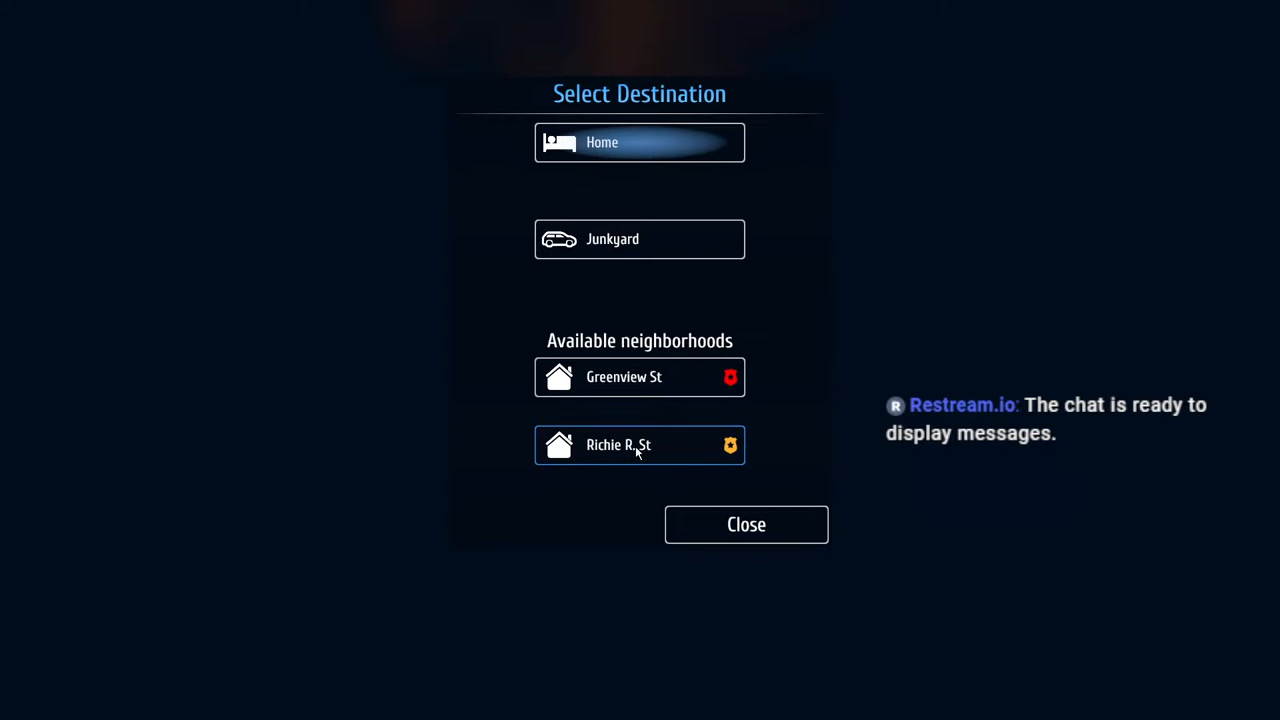 Select Destination
Home
Junkyard
Available neighborhoods
Greenview St
Richie R. St
Close
R Restream.io: The chat is ready to
display messages.